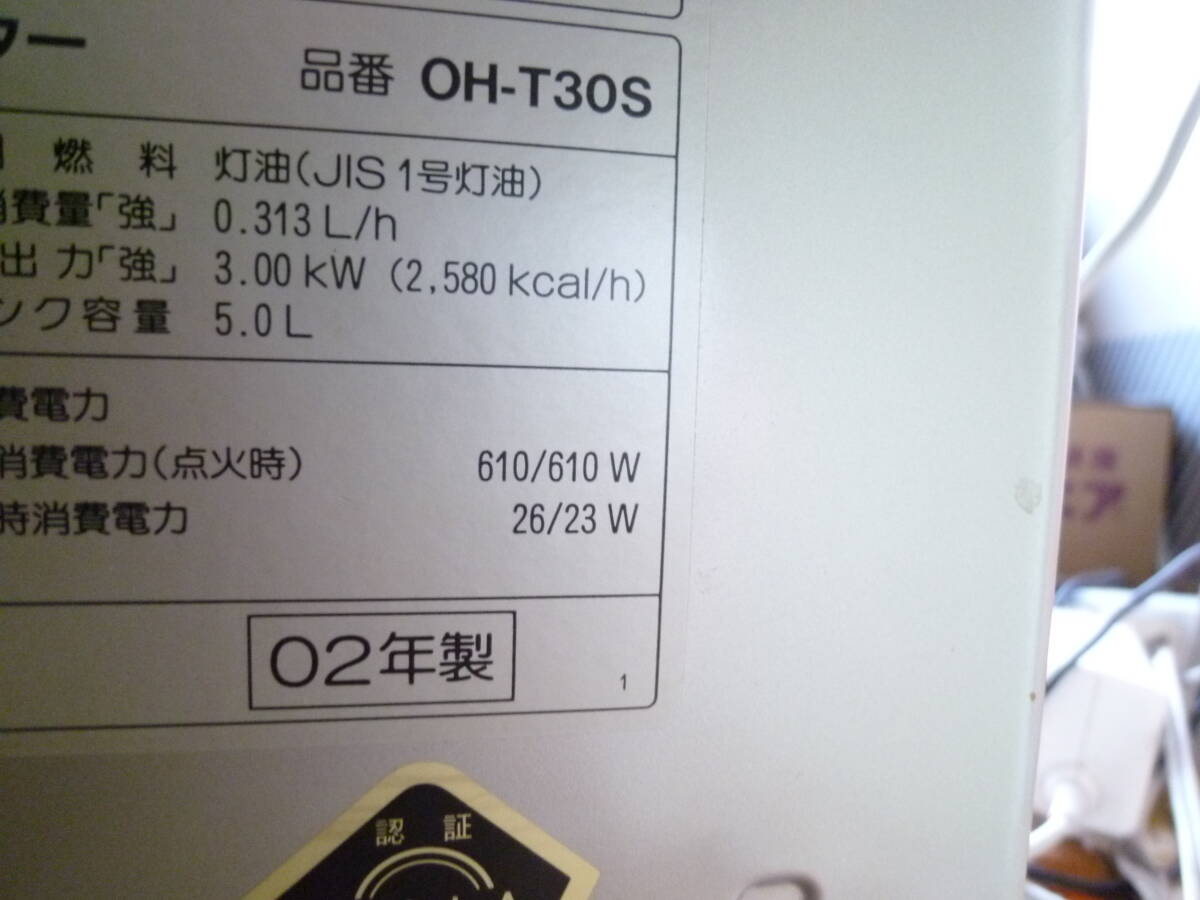 ター
品番 OH-T30S
燃料 灯油(JIS 1号灯油)
消費量「強」 0.313 L/h
出力「強」 3.00 kW (2,580 kcal/h)
ンク容量 5.0 L
費電力
消費電力(点火時) 610/610 W
時消費電力 26/23 W
02年製
1
認証